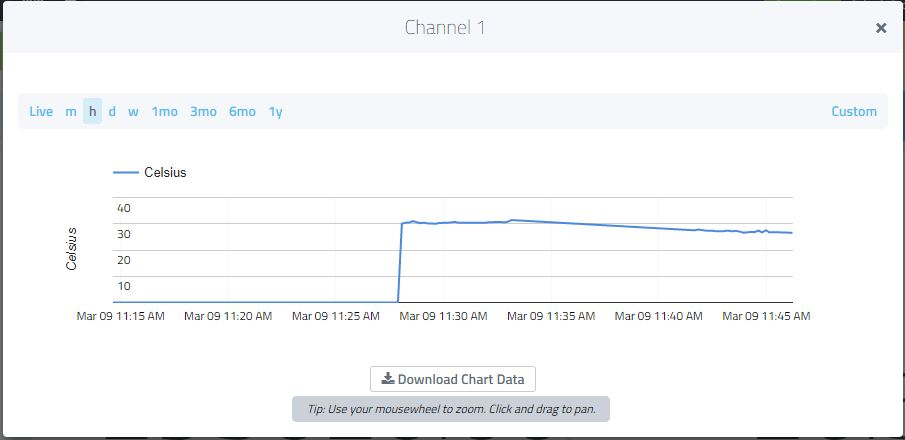 Channel 1
Live m h d w 1mo 3mo 6mo 1y Custom
Celsius
40
30
20
10
Celsius
Mar 09 11:15 AM Mar 09 11:20 AM Mar 09 11:25 AM Mar 09 11:30 AM Mar 09 11:35 AM Mar 09 11:40 AM Mar 09 11:45 AM
Download Chart Data
Tip: Use your mousewheel to zoom. Click and drag to pan.